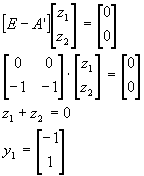 [E − A'] [z₁ z₂] = [0 0]
[0 0 −1 −1] · [z₁ z₂] = [0 0]
z₁ + z₂ = 0
y₁ = [−1 1]